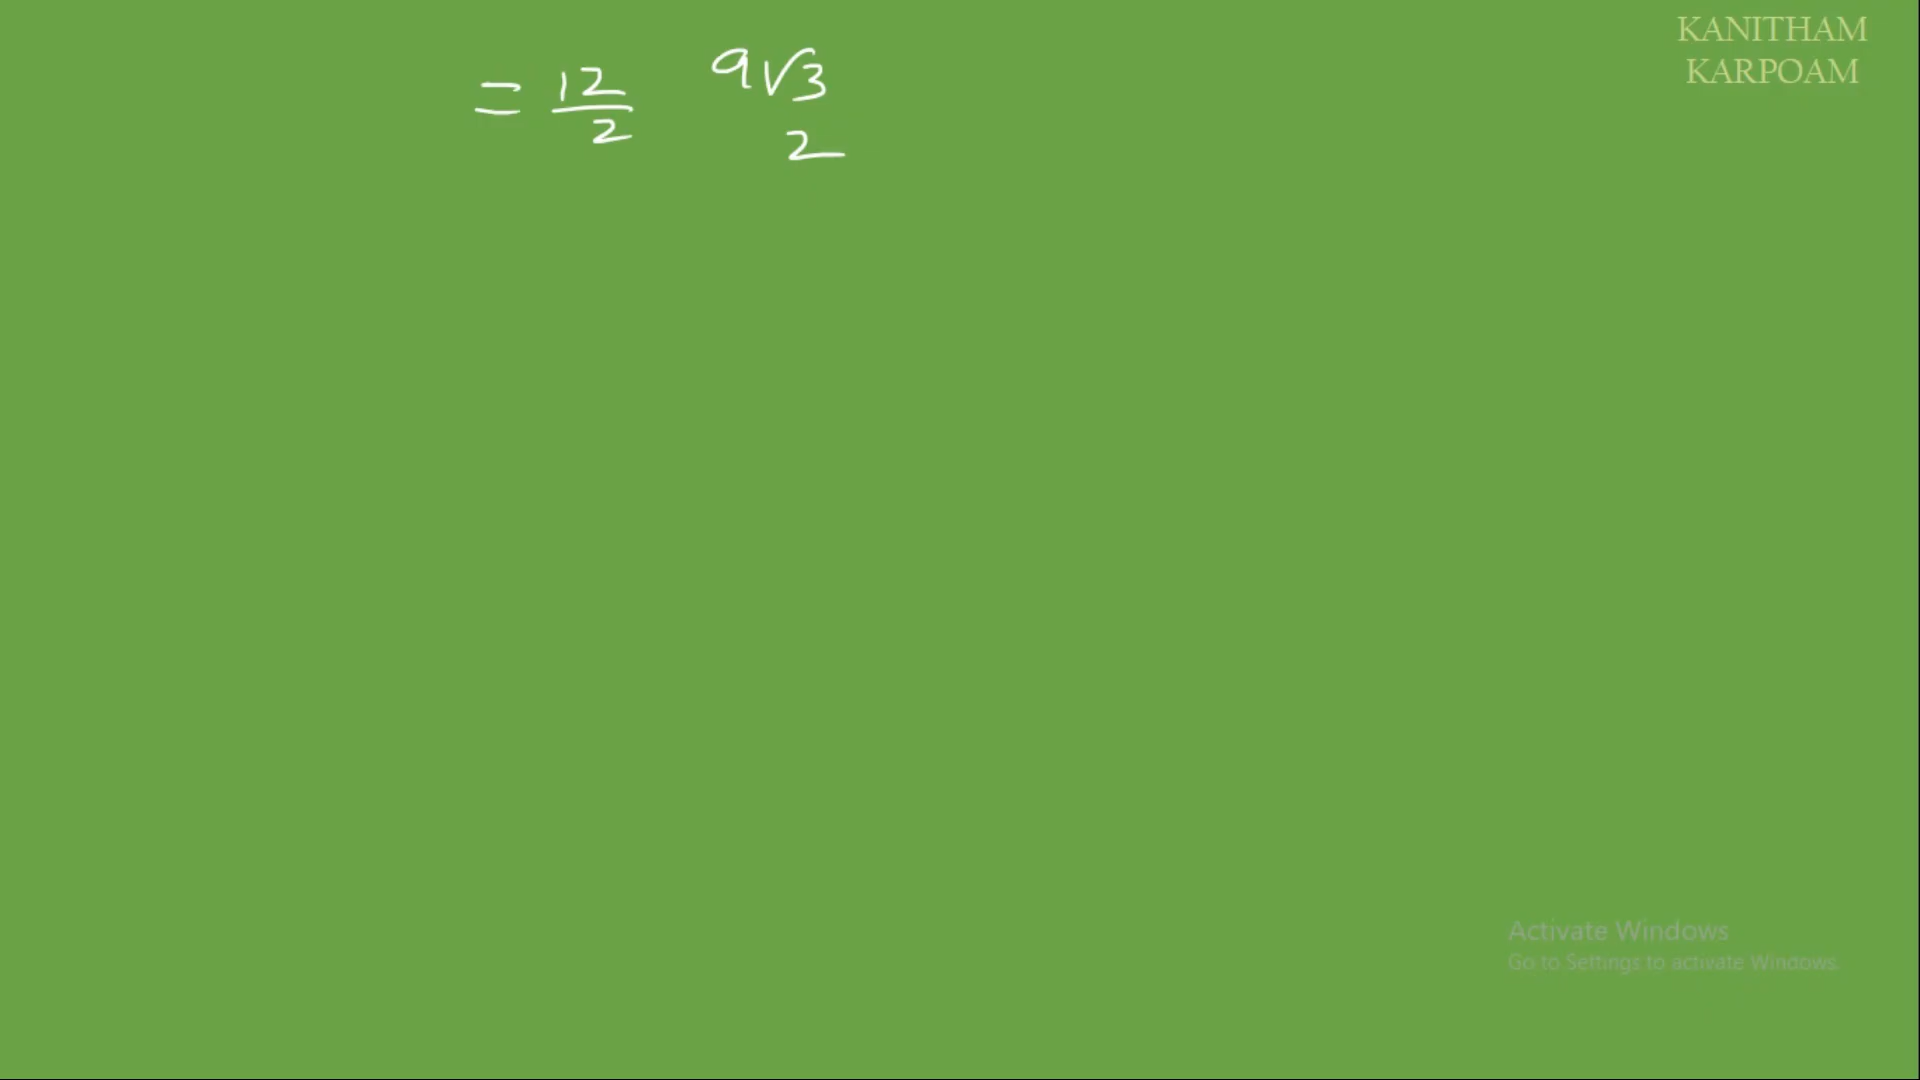 KANITHAM
KARPOAM
= 12/2 9√3
2
Activate Windows
Go to Settings to activate Windows.